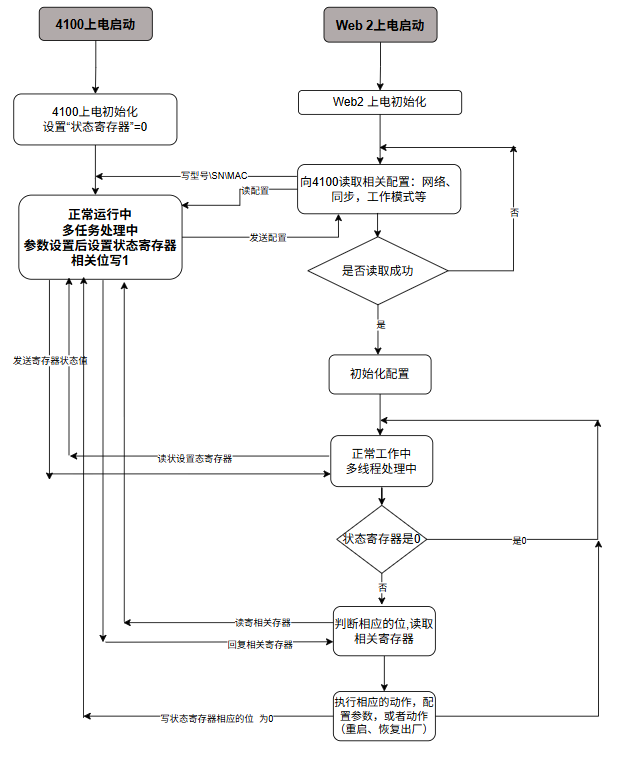 4100上电启动
Web 2上电启动
4100上电初始化
设置“状态寄存器”=0
Web2 上电初始化
写型号\SN\MAC
向4100读取相关配置：网络、
同步，工作模式等
读配置
否
正常运行中
多任务处理中
参数设置后设置状态寄存器
相关位写1
发送配置
是否读取成功
是
发送寄存器状态值
初始化配置
正常工作中
多线程处理中
读状设置态寄存器
状态寄存器是0
是0
否
读寄相关存器
判断相应的位,读取
相关寄存器
回复相关寄存器
执行相应的动作，配
置参数，或者动作
（重启、恢复出厂）
写状态寄存器相应的位 为0